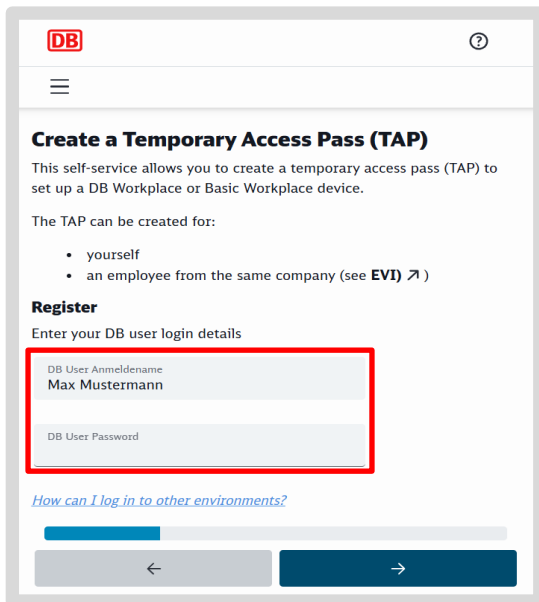 DB
Create a Temporary Access Pass (TAP)
This self-service allows you to create a temporary access pass (TAP) to
set up a DB Workplace or Basic Workplace device.
The TAP can be created for:
• yourself
• an employee from the same company (see EVI) ↗ )
Register
Enter your DB user login details
DB User Anmeldename
Max Mustermann
DB User Password
How can I log in to other environments?